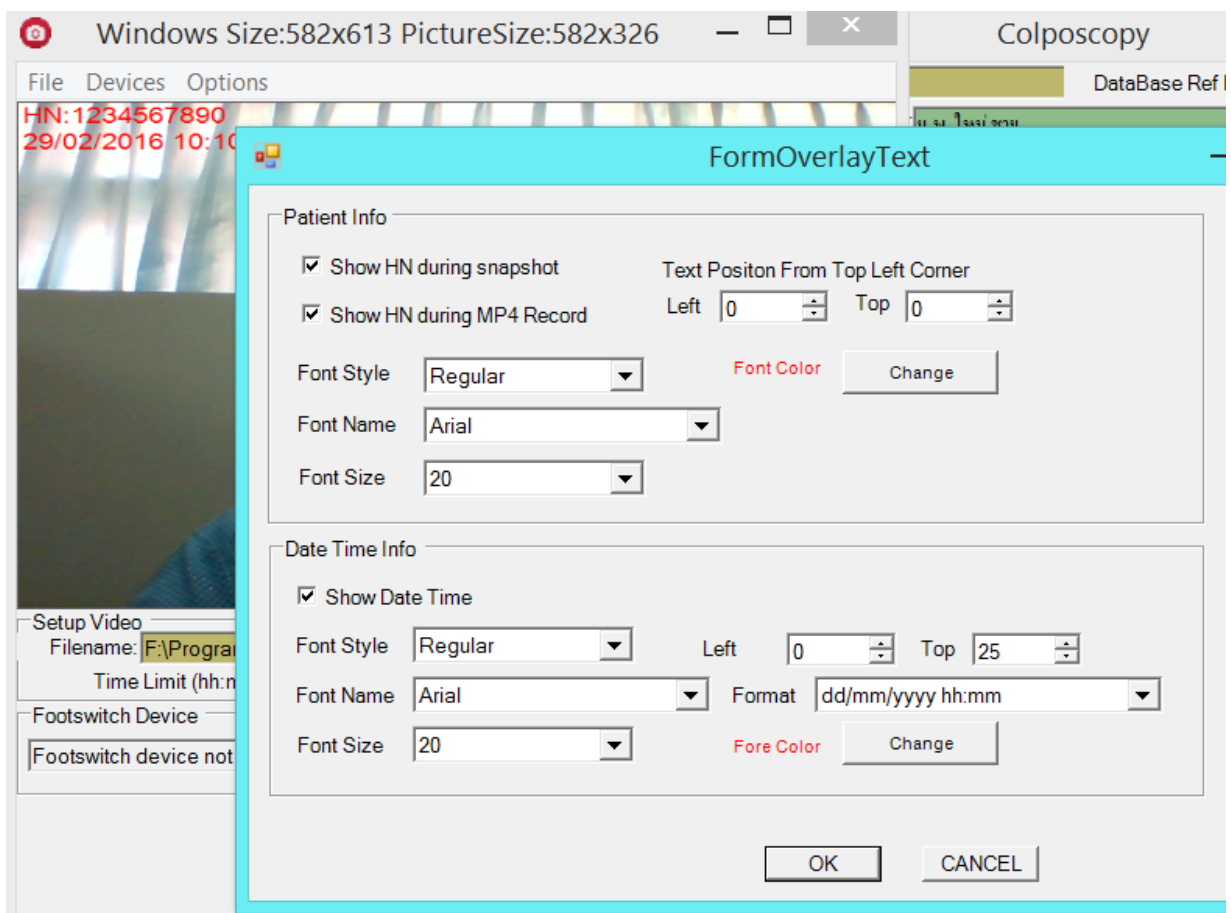 Windows Size:582x613 PictureSize:582x326
Colposcopy
File Devices Options
DataBase Ref
HN:1234567890
29/02/2016 10:10
FormOverlayText
Patient Info
Show HN during snapshot
Text Positon From Top Left Corner
Show HN during MP4 Record
Left 0 Top 0
Font Style Regular
Font Color Change
Font Name Arial
Font Size 20
Date Time Info
Show Date Time
Font Style Regular
Left 0 Top 25
Font Name Arial
Format dd/mm/yyyy hh:mm
Font Size 20
Fore Color Change
OK CANCEL
Setup Video
Filename: F:\Progra
Time Limit (hh:
Footswitch Device
Footswitch device not